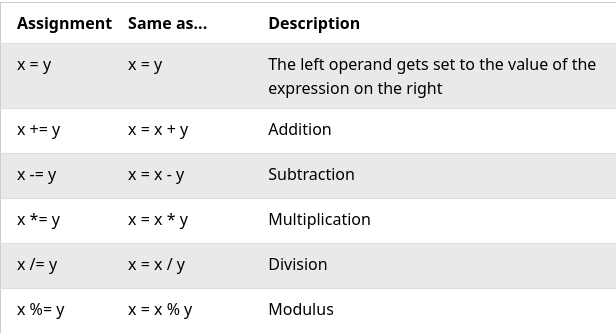 Assignment Same as... Description
x = y x = y The left operand gets set to the value of the
expression on the right
x += y x = x + y Addition
x -= y x = x - y Subtraction
x *= y x = x * y Multiplication
x /= y x = x / y Division
x %= y x = x % y Modulus